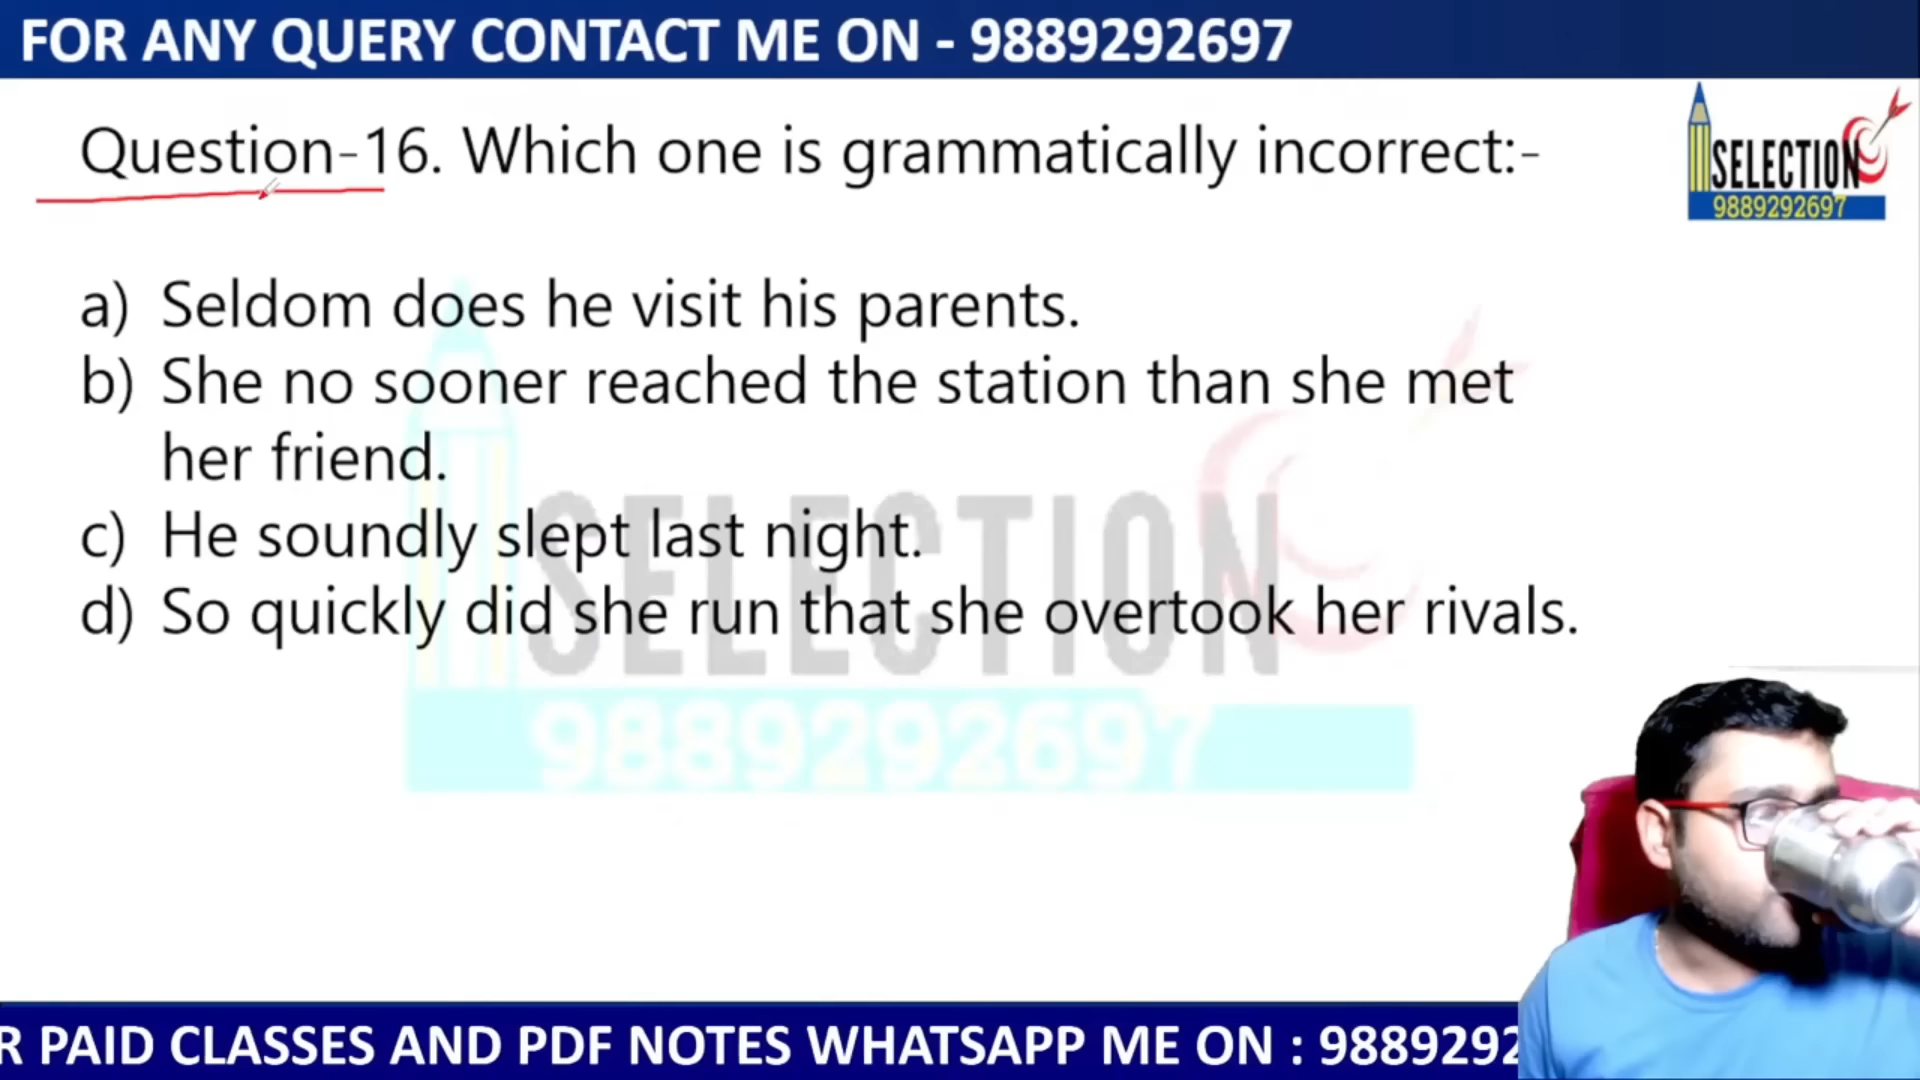 FOR ANY QUERY CONTACT ME ON - 9889292697
Question-16. Which one is grammatically incorrect:-
SELECTION
9889292697
a) Seldom does he visit his parents.
b) She no sooner reached the station than she met
her friend.
c) He soundly slept last night.
d) So quickly did she run that she overtook her rivals.
SELECTION
9889292697
R PAID CLASSES AND PDF NOTES WHATSAPP ME ON : 9889292